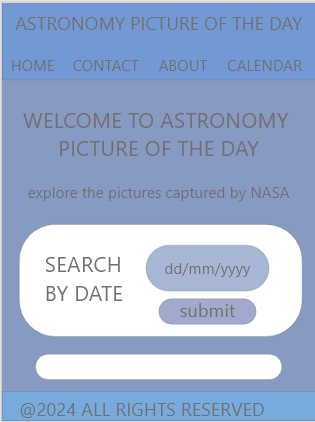 ASTRONOMY PICTURE OF THE DAY
HOME CONTACT ABOUT CALENDAR
WELCOME TO ASTRONOMY
PICTURE OF THE DAY
explore the pictures captured by NASA
SEARCH
BY DATE
dd/mm/yyyy
submit
@2024 ALL RIGHTS RESERVED